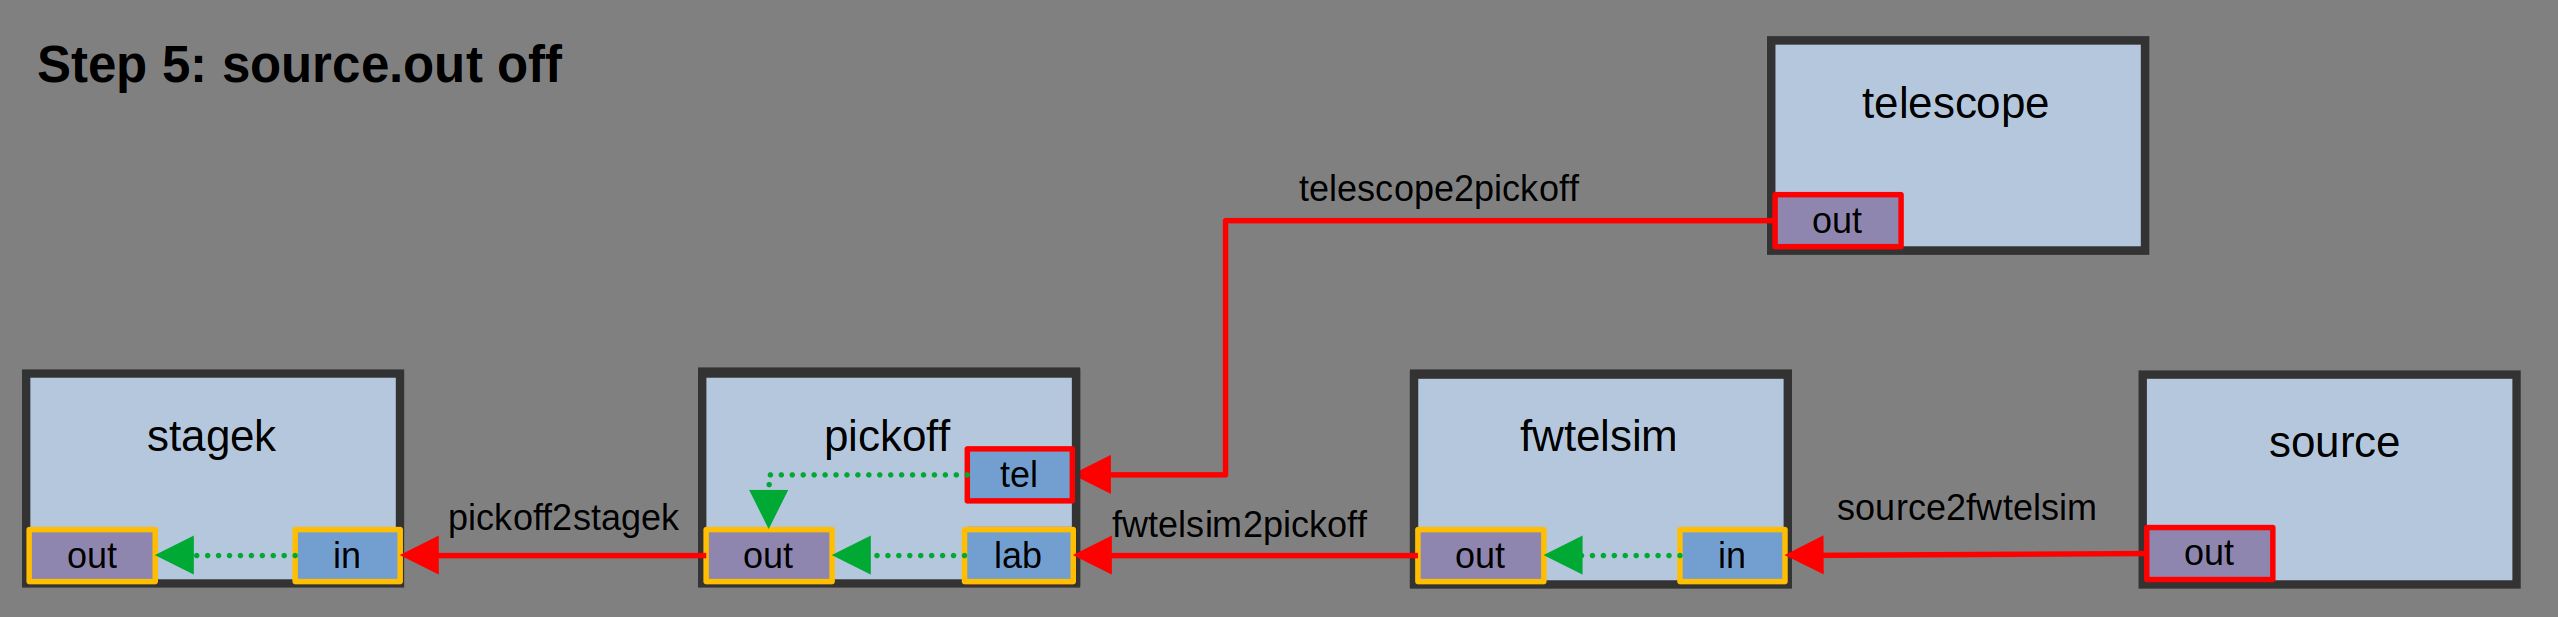 Step 5: source.out off
telescope
telescope2pickoff
out
stagek
pickoff
fwtelsim
source
tel
pickoff2stagek
fwtelsim2pickoff
source2fwtelsim
out
in
out
lab
out
in
out